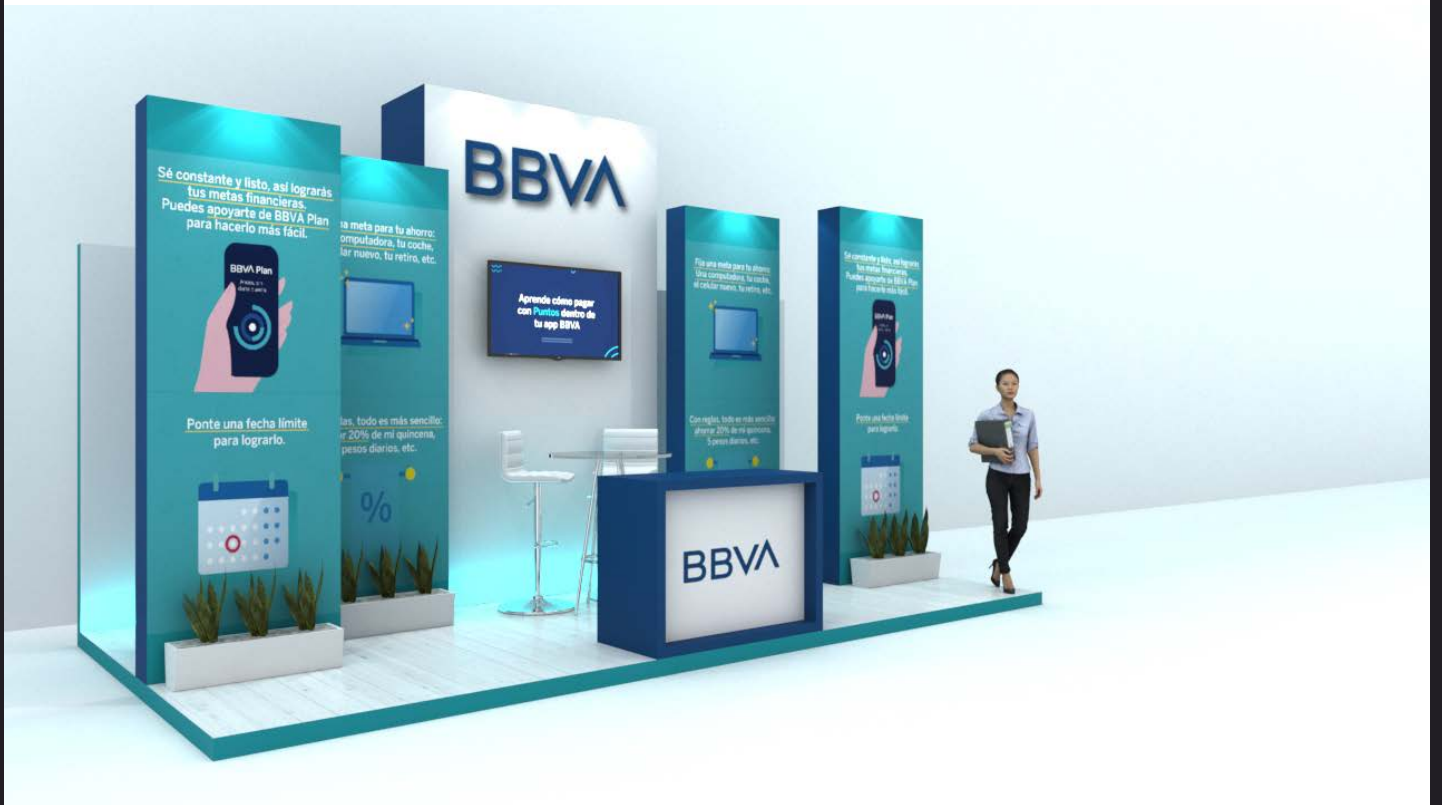 Sé constante y listo, así lograrás
tus metas financieras.
Puedes apoyarte de BBVA Plan
para hacerlo más fácil.
BBVA Plan
Ponte una fecha límite
para lograrlo.
a meta para tu ahorro:
omputadora, tu coche,
lar nuevo, tu retiro, etc.
las, todo es más sencillo:
r 20% de mi quincena,
pesos diarios, etc.
%
BBVA
Aprende cómo pagar
con Puntos dentro de
tu app BBVA
Fija una meta para tu ahorro:
Una computadora, tu coche,
el celular nuevo, tu retiro, etc.
Con reglas, todo es más sencillo:
ahorrar 20% de mi quincena,
5 pesos diarios, etc.
BBVA
Sé constante y listo, así lograrás
tus metas financieras.
Puedes apoyarte de BBVA Plan
para hacerlo más fácil.
BBVA Plan
Ponte una fecha límite
para lograrlo.